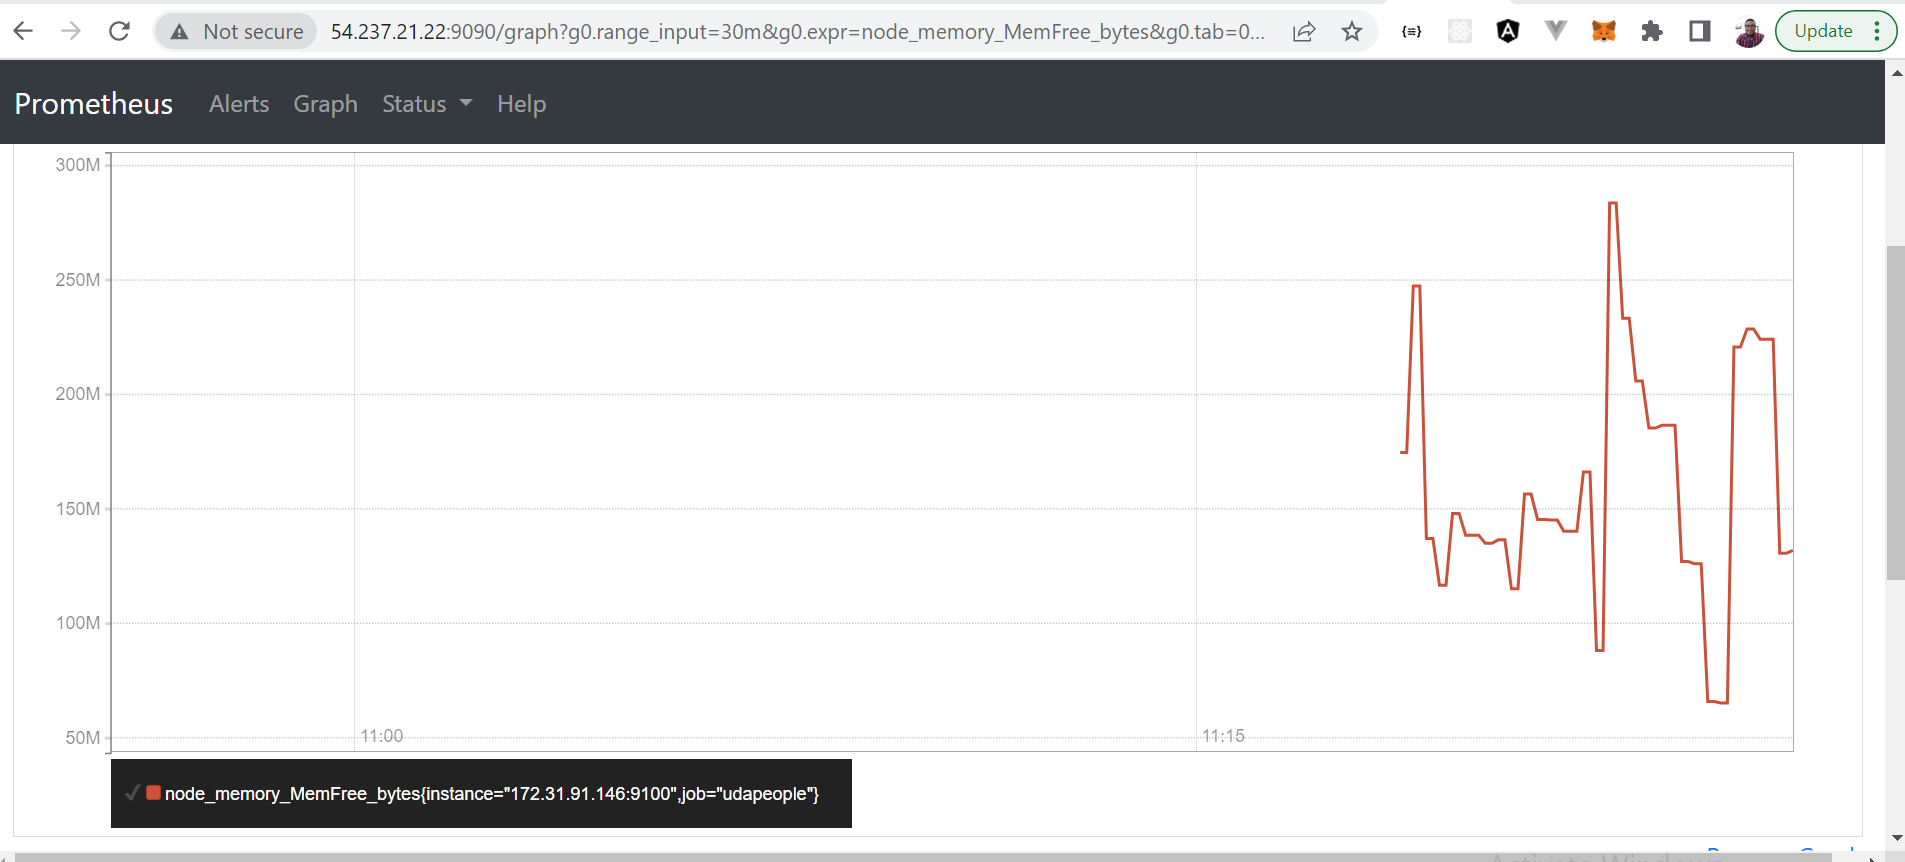 Not secure 54.237.21.22:9090/graph?g0.range_input=30m&g0.expr=node_memory_MemFree_bytes&g0.tab=0... Update
Prometheus Alerts Graph Status Help
300M
250M
200M
150M
100M
50M
11:00 11:15
node_memory_MemFree_bytes{instance="172.31.91.146:9100",job="udapeople"}